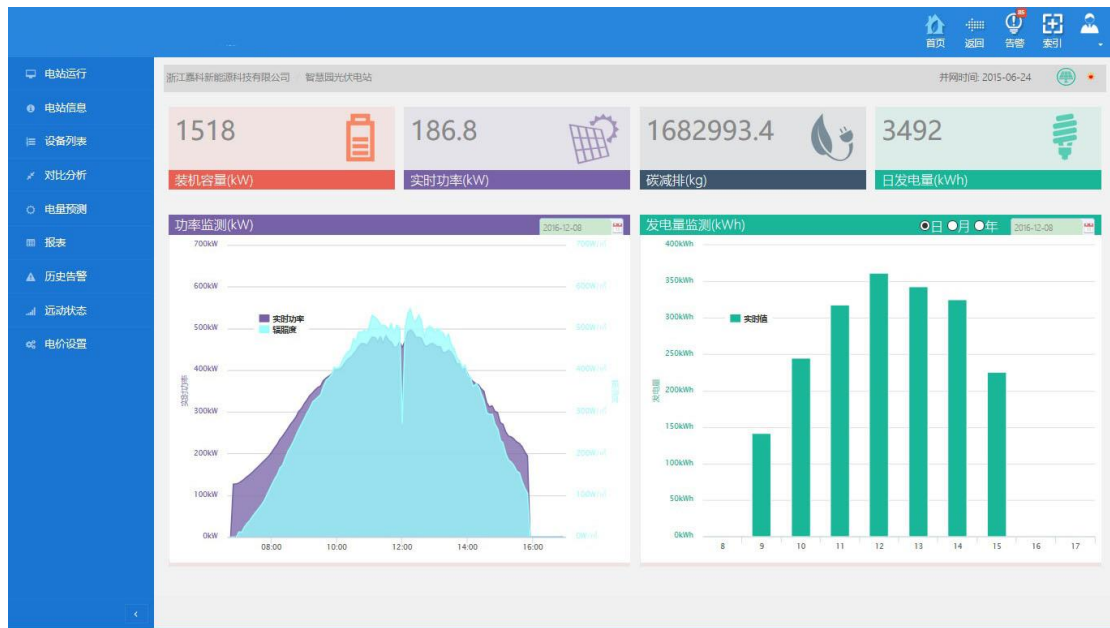 首页 返回 告警 索引
电站运行
电站信息
设备列表
对比分析
电量预测
报表
历史告警
远动状态
电价设置
浙江嘉科新能源科技有限公司 / 智慧园光伏电站
并网时间: 2015-06-24
1518
装机容量(kW)
186.8
实时功率(kW)
1682993.4
碳减排(kg)
3492
日发电量(kWh)
功率监测(kW)
2016-12-08
700kW
600kW
500kW
400kW
300kW
200kW
100kW
0kW
实时功率
辐照度
08:00 10:00 12:00 14:00 16:00
发电量监测(kWh)
日 月 年
2016-12-08
400kWh
350kWh
300kWh
250kWh
200kWh
150kWh
100kWh
50kWh
0kWh
发电量
实时值
8 9 10 11 12 13 14 15 16 17